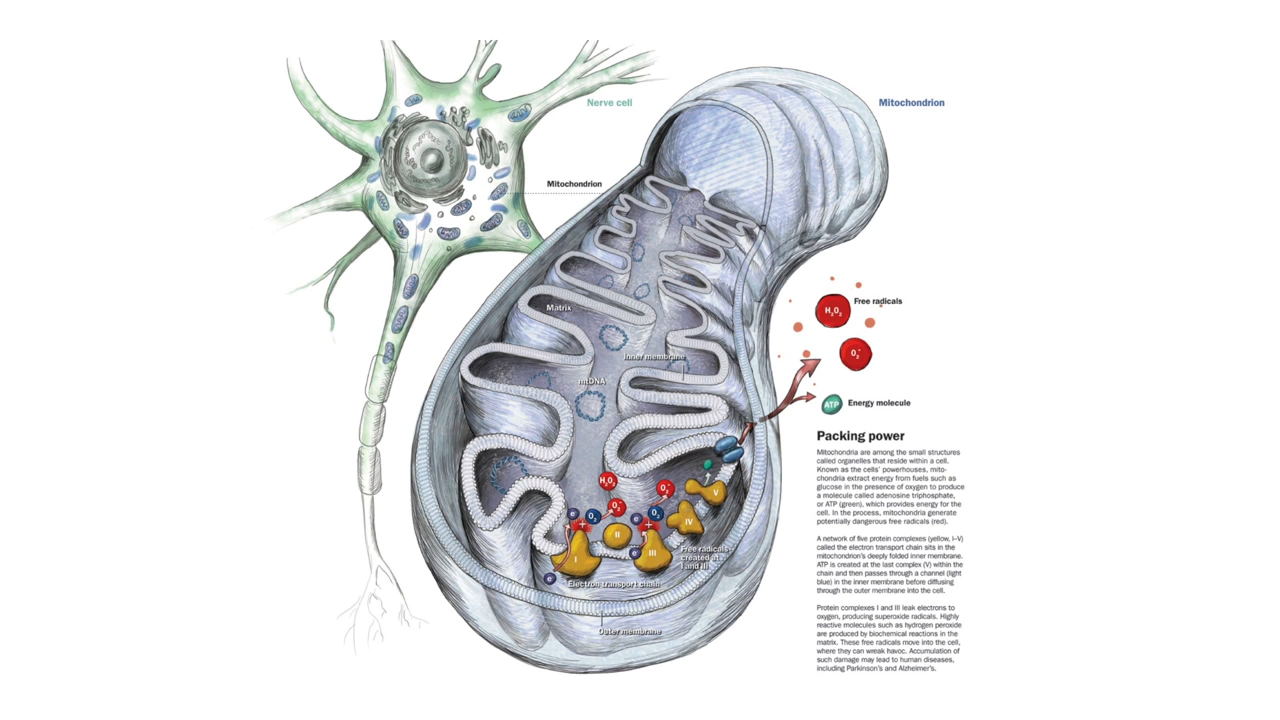 Nerve cell
Mitochondrion
Mitochondrion
Matrix
Inner membrane
mtDNA
Free radicals
H₂O₂
O₂⁻
ATP
Energy molecule
H₂O₂
O₂⁻
O₂⁻
e⁻
O₂
e⁻
O₂
e⁻
e⁻
I
II
III
IV
V
Free radicals
created at
I and III
Electron transport chain
Outer membrane
Packing power
Mitochondria are among the small structures
called organelles that reside within a cell.
Known as the cells' powerhouses, mito-
chondria extract energy from fuels such as
glucose in the presence of oxygen to produce
a molecule called adenosine triphosphate,
or ATP (green), which provides energy for the
cell. In the process, mitochondria generate
potentially dangerous free radicals (red).
A network of five protein complexes (yellow, I–V)
called the electron transport chain sits in the
mitochondrion's deeply folded inner membrane.
ATP is created at the last complex (V) within the
chain and then passes through a channel (light
blue) in the inner membrane before diffusing
through the outer membrane into the cell.
Protein complexes I and III leak electrons to
oxygen, producing superoxide radicals. Highly
reactive molecules such as hydrogen peroxide
are produced by biochemical reactions in the
matrix. These free radicals move into the cell,
where they can wreak havoc. Accumulation of
such damage may lead to human diseases,
including Parkinson's and Alzheimer's.